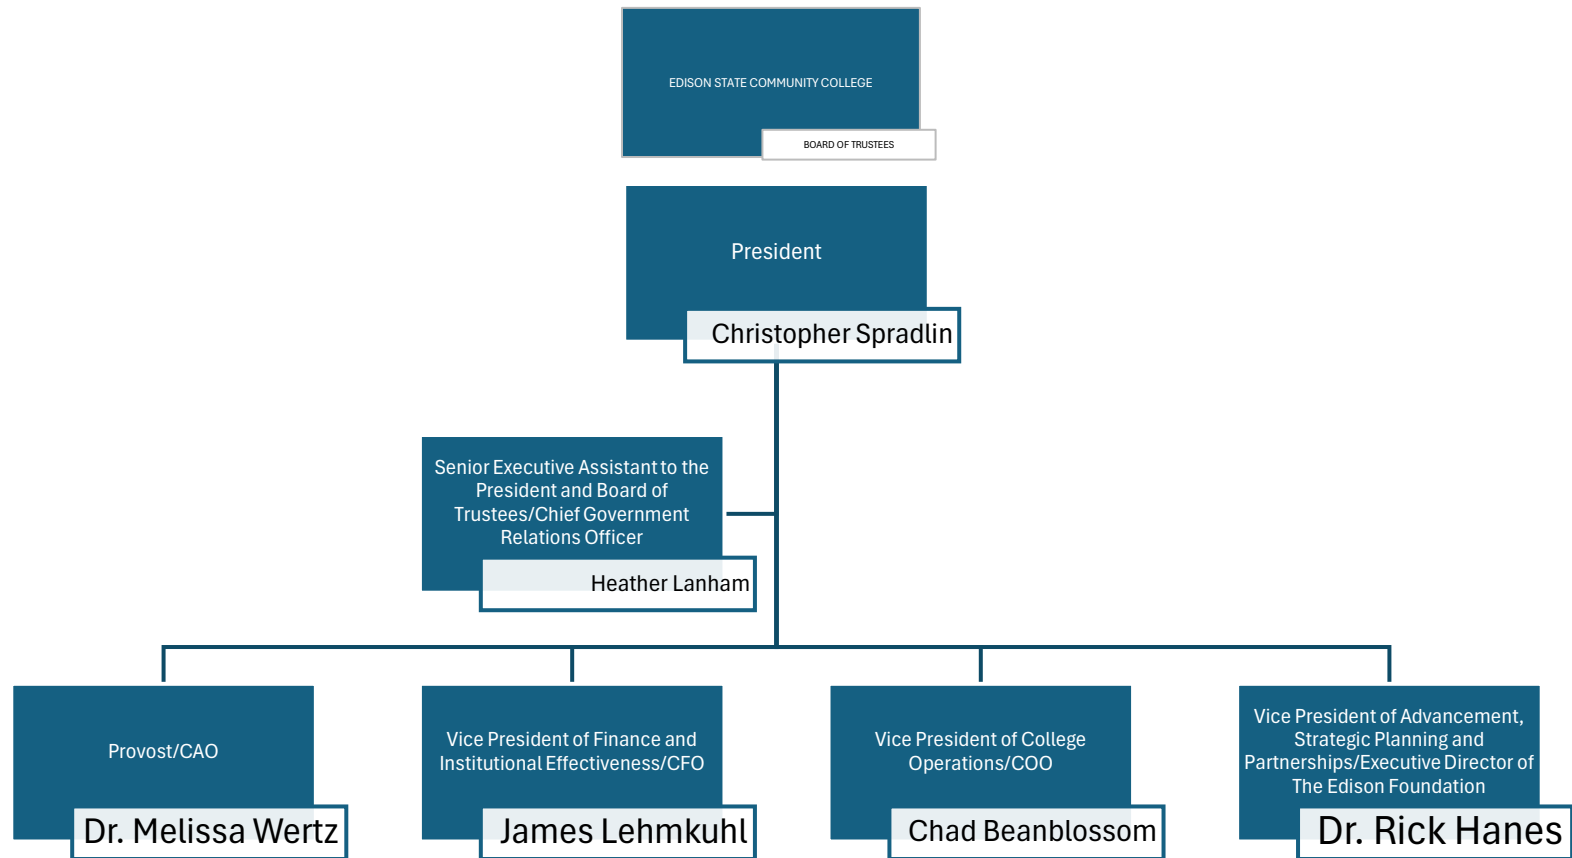 EDISON STATE COMMUNITY COLLEGE
BOARD OF TRUSTEES
President
Christopher Spradlin
Senior Executive Assistant to the
President and Board of
Trustees/Chief Government
Relations Officer
Heather Lanham
Provost/CAO
Dr. Melissa Wertz
Vice President of Finance and
Institutional Effectiveness/CFO
James Lehmkuhl
Vice President of College
Operations/COO
Chad Beanblossom
Vice President of Advancement,
Strategic Planning and
Partnerships/Executive Director of
The Edison Foundation
Dr. Rick Hanes